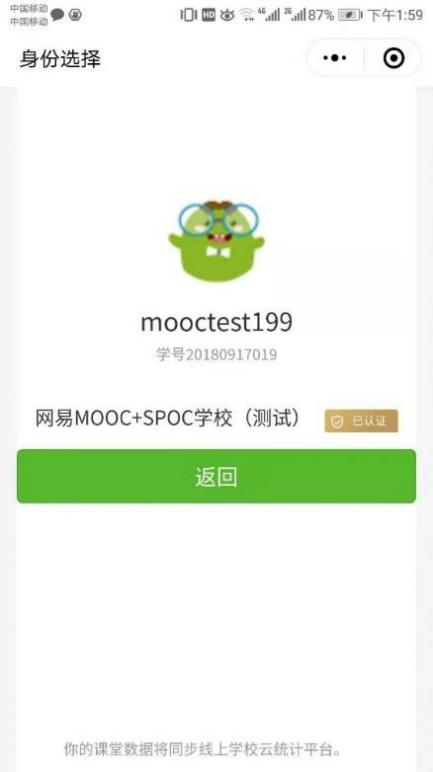 中国移动
中国移动
HD 4G 2G 87% 下午1:59
身份选择
mooctest199
学号20180917019
网易MOOC+SPOC学校（测试） 已认证
返回
你的课堂数据将同步线上学校云统计平台。